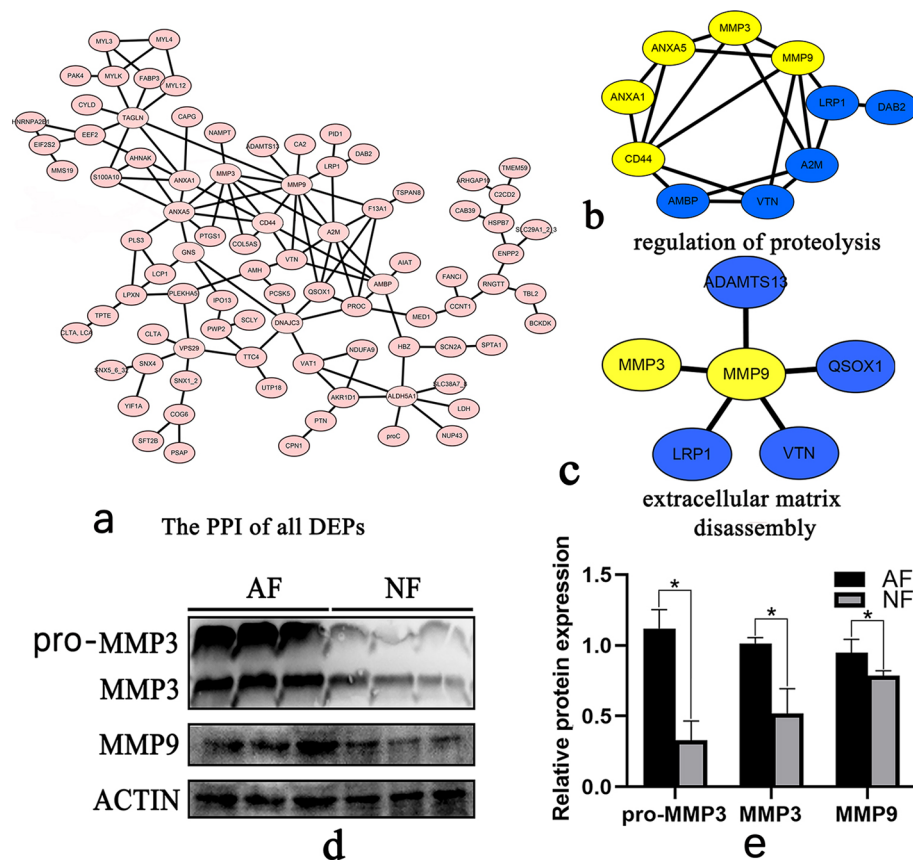 MYL3
MYL4
PAK4
MYLK
FABP3
MYL12
CYLD
TAGLN
CAPG
EEF2
EIF2S2
MMS19
AHNAK
S100A10
ANXA1
NAMPT
ADAMTS13
CA2
PID1
LRP1
DAB2
MMP3
MMP9
TSPAN8
F13A1
ANXA5
CD44
A2M
PTGS1
COL5AS
PLS3
GNS
VTN
LCP1
LPXN
PLEKHA5
AMH
PCSK5
QSOX1
AMBP
AIAT
PROC
IPO13
TPTE
CLTA, LCA
PWP2
SCLY
DNAJC3
MED1
CCNT1
FANCI
RNGTT
TBL2
BCKDK
ENPP2
SLC29A1_2_3
HSPB7
CAB39
C2CD2
TMEM59
CLTA
VPS29
TTC4
UTP18
SNX4
YIF1A
SNX1_2
COG6
SFT2B
PSAP
VAT1
NDUFA9
AKR1D1
PTN
CPN1
ALDH5A1
HBZ
SCN2A
SPTA1
LDH
NUP43
proC
a
The PPI of all DEPs
MMP3
ANXA5
MMP9
ANXA1
LRP1
DAB2
CD44
A2M
AMBP
VTN
b
regulation of proteolysis
ADAMTS13
MMP3
MMP9
QSOX1
LRP1
VTN
c
extracellular matrix
disassembly
AF
NF
pro-MMP3
MMP3
MMP9
ACTIN
d
Relative protein expression
1.5
1.0
0.5
0.0
AF
NF
*
*
*
pro-MMP3
MMP3
MMP9
e